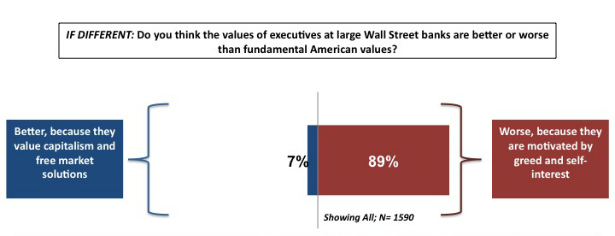 IF DIFFERENT: Do you think the values of executives at large Wall Street banks are better or worse
than fundamental American values?
Better, because they
value capitalism and
free market
solutions
7%
89%
Worse, because they
are motivated by
greed and self-
interest
Showing All; N= 1590